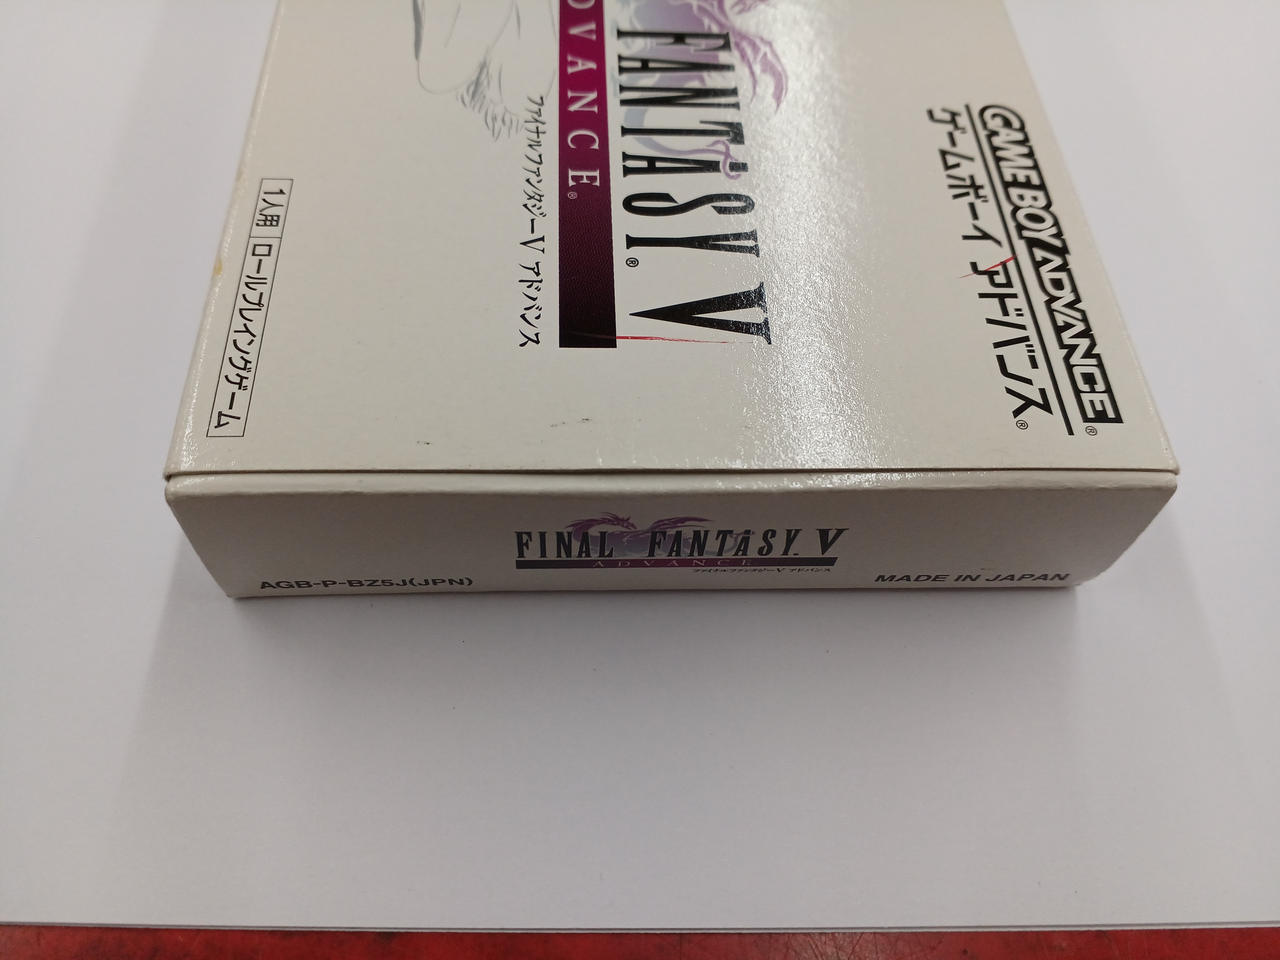 GAME BOY ADVANCE®
ゲームボーイアドバンス®
FANTASY® V
DVANCE®
ファイナルファンタジーV アドバンス
1人用 ロールプレイングゲーム
FINAL FANTASY. V
ADVANCE
ファイナルファンタジーV アドバンス
AGB-P-BZ5J(JPN)
MADE IN JAPAN